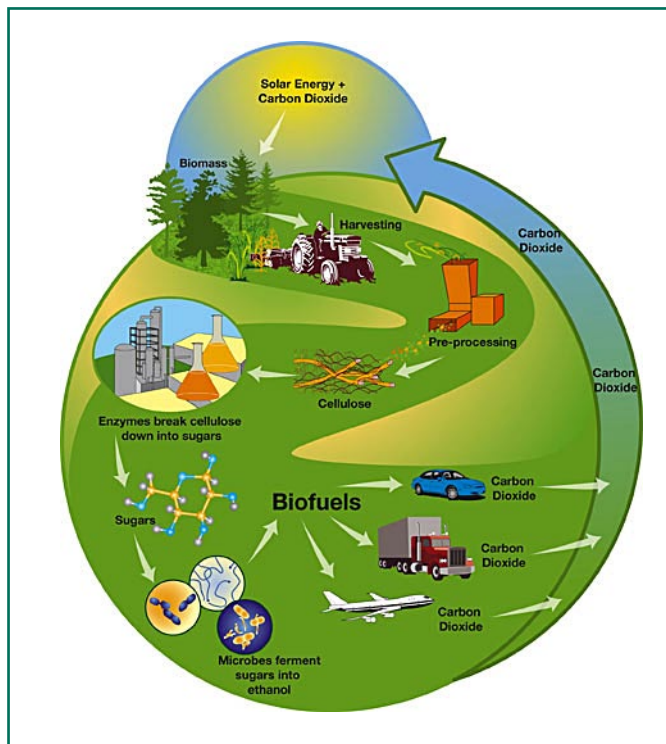 Solar Energy +
Carbon Dioxide
Biomass
Harvesting
Carbon
Dioxide
Pre-processing
Cellulose
Carbon
Dioxide
Enzymes break cellulose
down into sugars
Sugars
Biofuels
Carbon
Dioxide
Carbon
Dioxide
Carbon
Dioxide
Microbes ferment
sugars into
ethanol